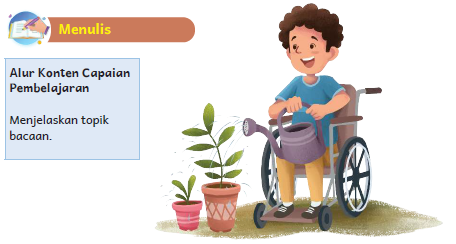 Menulis
Alur Konten Capaian
Pembelajaran
Menjelaskan topik
bacaan.